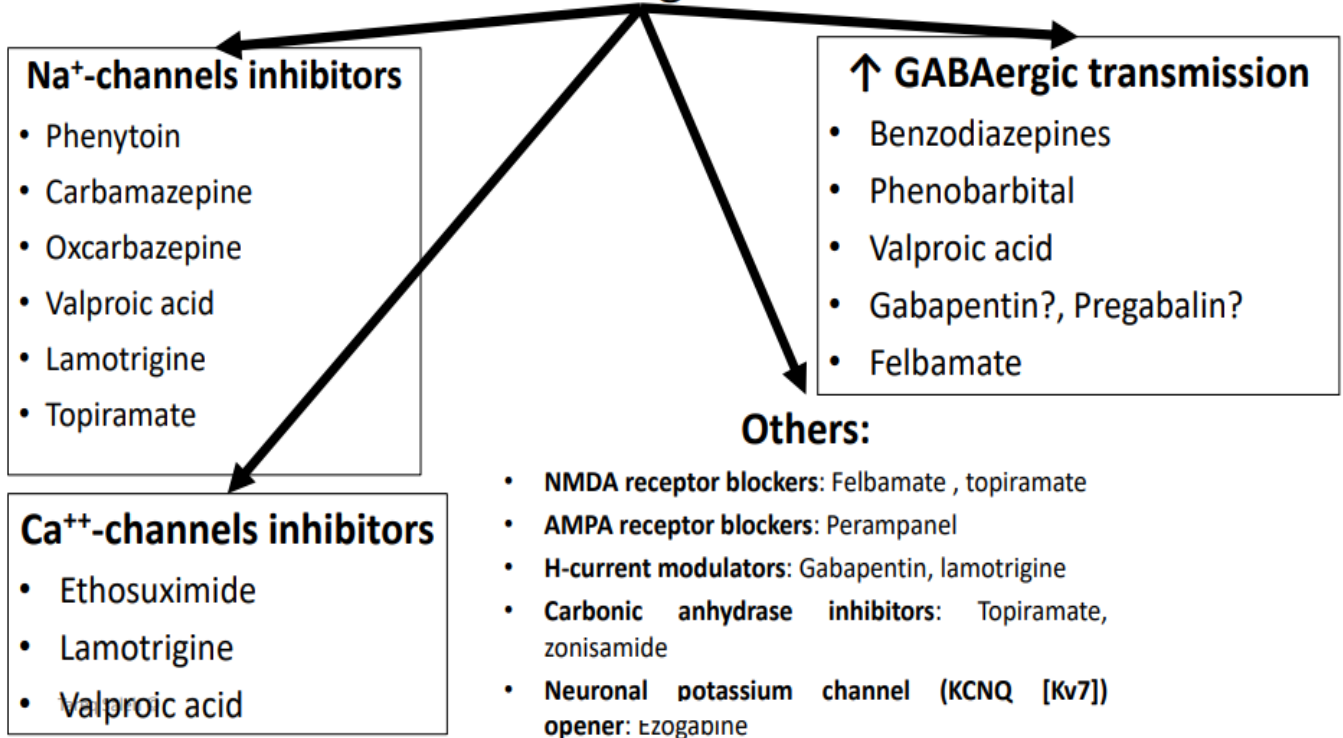 Na⁺-channels inhibitors
• Phenytoin
• Carbamazepine
• Oxcarbazepine
• Valproic acid
• Lamotrigine
• Topiramate
↑ GABAergic transmission
• Benzodiazepines
• Phenobarbital
• Valproic acid
• Gabapentin?, Pregabalin?
• Felbamate
Ca⁺⁺-channels inhibitors
• Ethosuximide
• Lamotrigine
• Valproic acid
Others:
• NMDA receptor blockers: Felbamate , topiramate
• AMPA receptor blockers: Perampanel
• H-current modulators: Gabapentin, lamotrigine
• Carbonic anhydrase inhibitors: Topiramate,
zonisamide
• Neuronal potassium channel (KCNQ [Kv7])
opener: Ezogabine